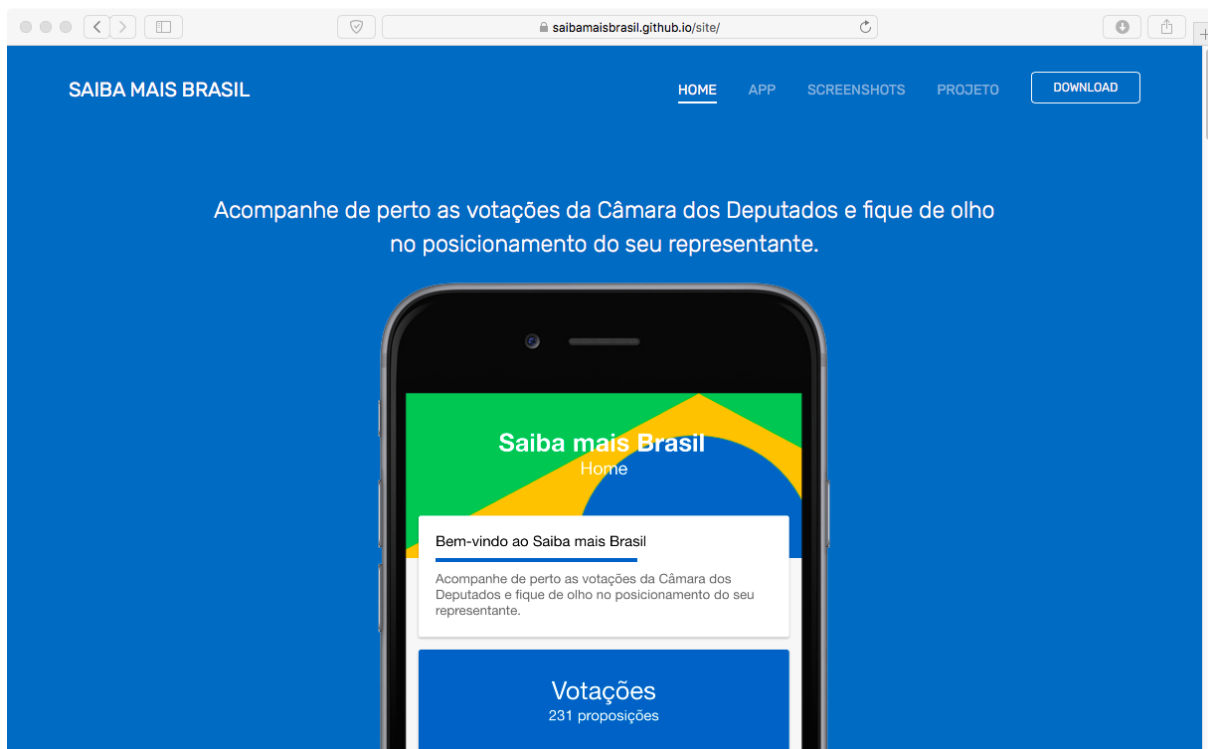 saibamaisbrasil.github.io/site/
SAIBA MAIS BRASIL
HOME
APP
SCREENSHOTS
PROJETO
DOWNLOAD
Acompanhe de perto as votações da Câmara dos Deputados e fique de olho
no posicionamento do seu representante.
Saiba mais Brasil
Home
Bem-vindo ao Saiba mais Brasil
Acompanhe de perto as votações da Câmara dos
Deputados e fique de olho no posicionamento do seu
representante.
Votações
231 proposições